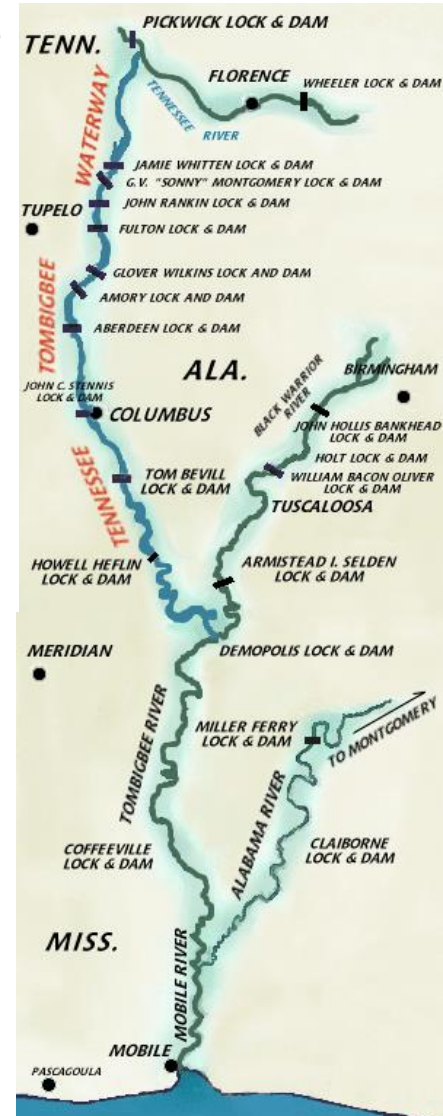 PICKWICK LOCK & DAM
TENN.
FLORENCE
WHEELER LOCK & DAM
TENNESSEE
RIVER
WATERWAY
JAMIE WHITTEN LOCK & DAM
G.V. "SONNY" MONTGOMERY LOCK & DAM
JOHN RANKIN LOCK & DAM
TUPELO
FULTON LOCK & DAM
GLOVER WILKINS LOCK AND DAM
AMORY LOCK AND DAM
TOMBIGBEE
ABERDEEN LOCK & DAM
ALA.
BIRMINGHAM
BLACK WARRIOR
RIVER
JOHN C. STENNIS
LOCK & DAM
COLUMBUS
JOHN HOLLIS BANKHEAD
LOCK & DAM
HOLT LOCK & DAM
TOM BEVILL
LOCK & DAM
WILLIAM BACON OLIVER
LOCK & DAM
TENNESSEE
TUSCALOOSA
HOWELL HEFLIN
LOCK & DAM
ARMISTEAD I. SELDEN
LOCK & DAM
MERIDIAN
DEMOPOLIS LOCK & DAM
TOMBIGBEE RIVER
MILLER FERRY
LOCK & DAM
TO MONTGOMERY
ALABAMA RIVER
COFFEEVILLE
LOCK & DAM
CLAIBORNE
LOCK & DAM
MISS.
MOBILE RIVER
MOBILE
PASCAGOULA